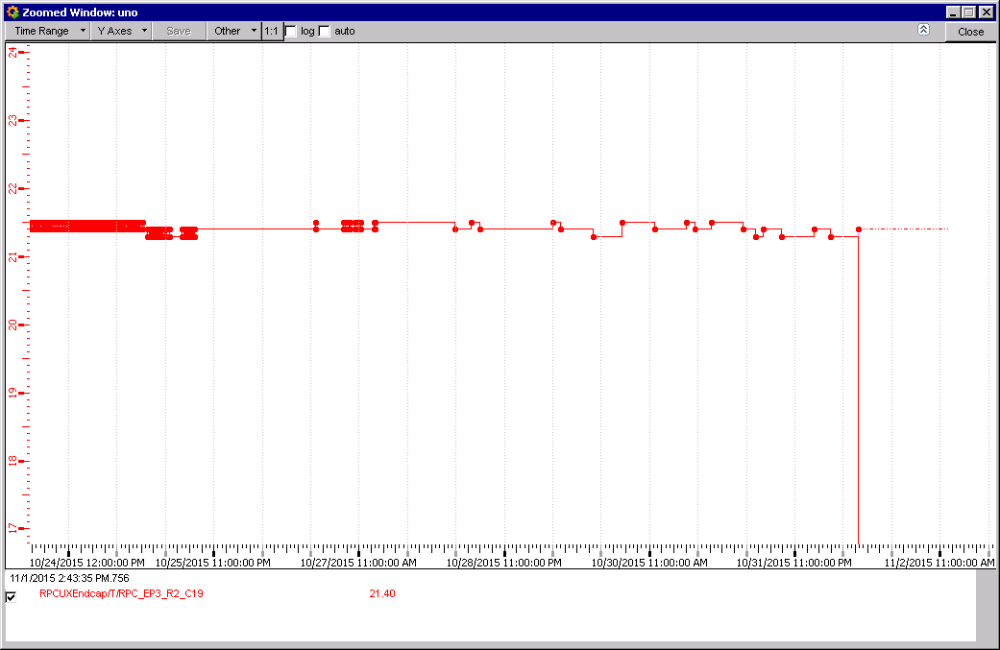 Zoomed Window: uno
Time Range Y Axes Save Other 1:1 log auto Close
24
23
22
21
20
19
18
17
10/24/2015 12:00:00 PM 10/25/2015 11:00:00 PM 10/27/2015 11:00:00 AM 10/28/2015 11:00:00 PM 10/30/2015 11:00:00 AM 10/31/2015 11:00:00 PM 11/2/2015 11:00:00 AM
11/1/2015 2:43:35 PM.756
RPCUXEndcap/T/RPC_EP3_R2_C19 21.40